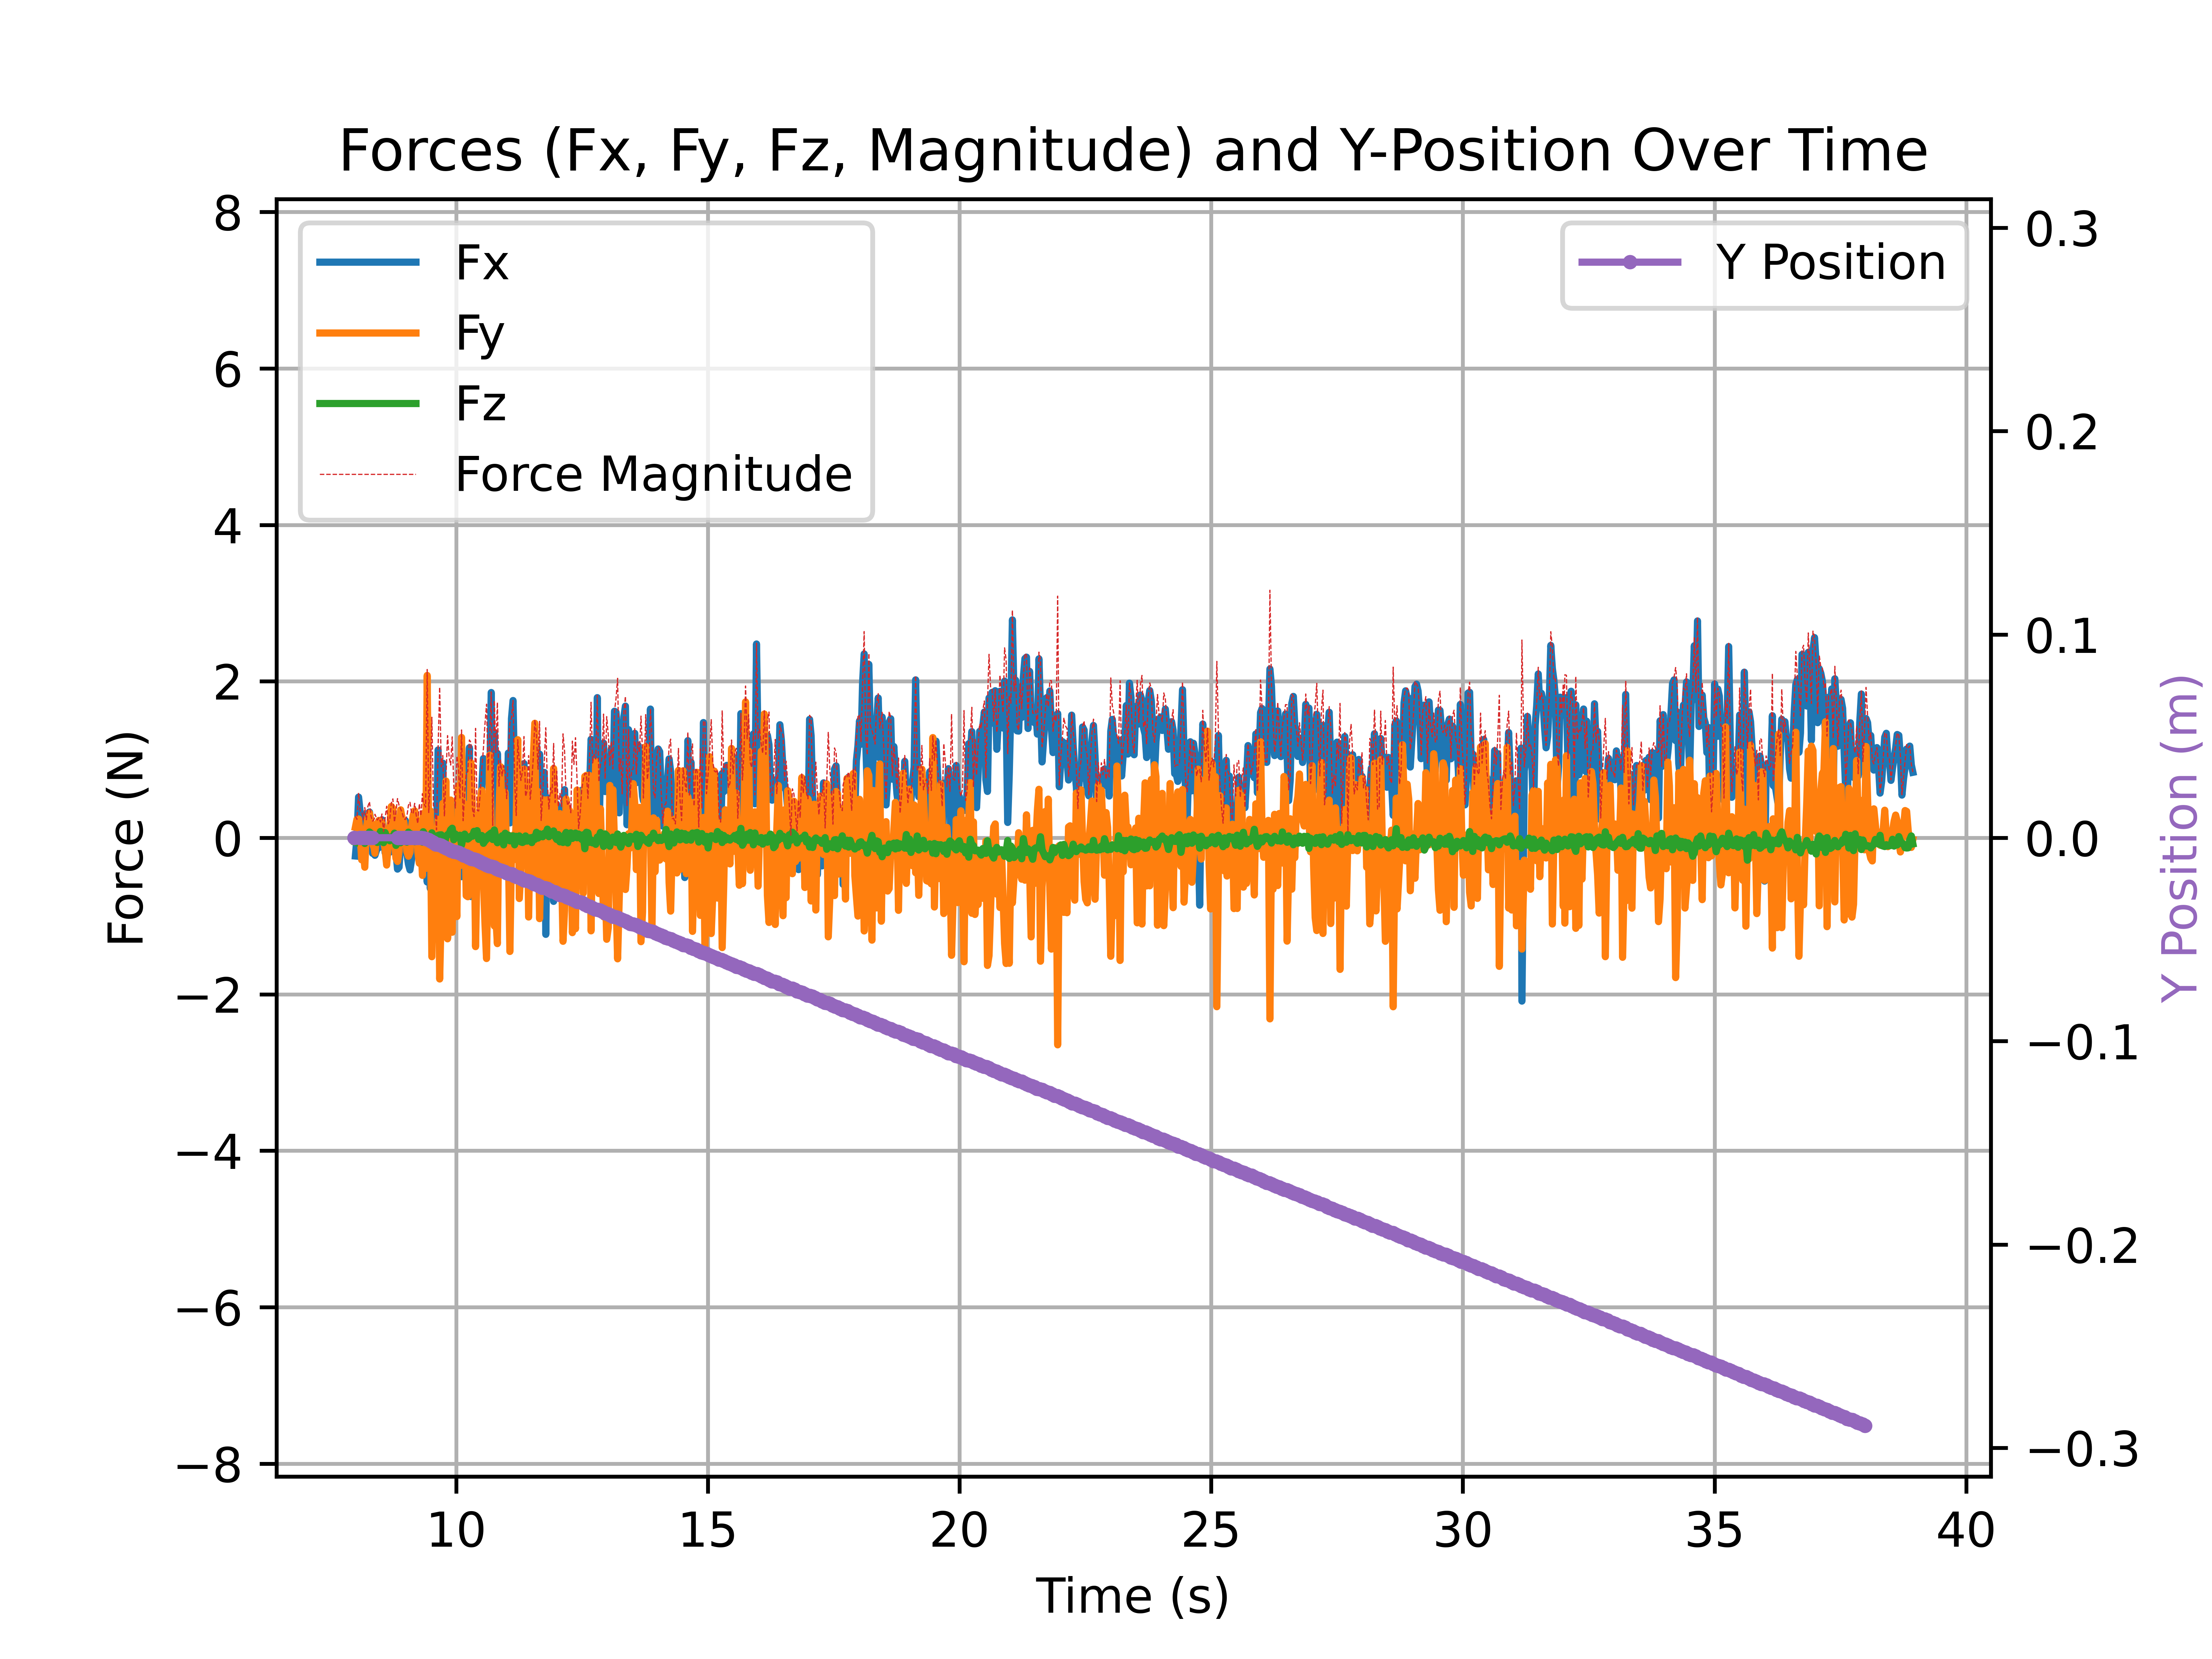 Forces (Fx, Fy, Fz, Magnitude) and Y-Position Over Time
Fx
Fy
Fz
Force Magnitude
Y Position
Force (N)
8
6
4
2
0
−2
−4
−6
−8
0.3
0.2
0.1
0.0
−0.1
−0.2
−0.3
Y Position (m)
10 15 20 25 30 35 40
Time (s)